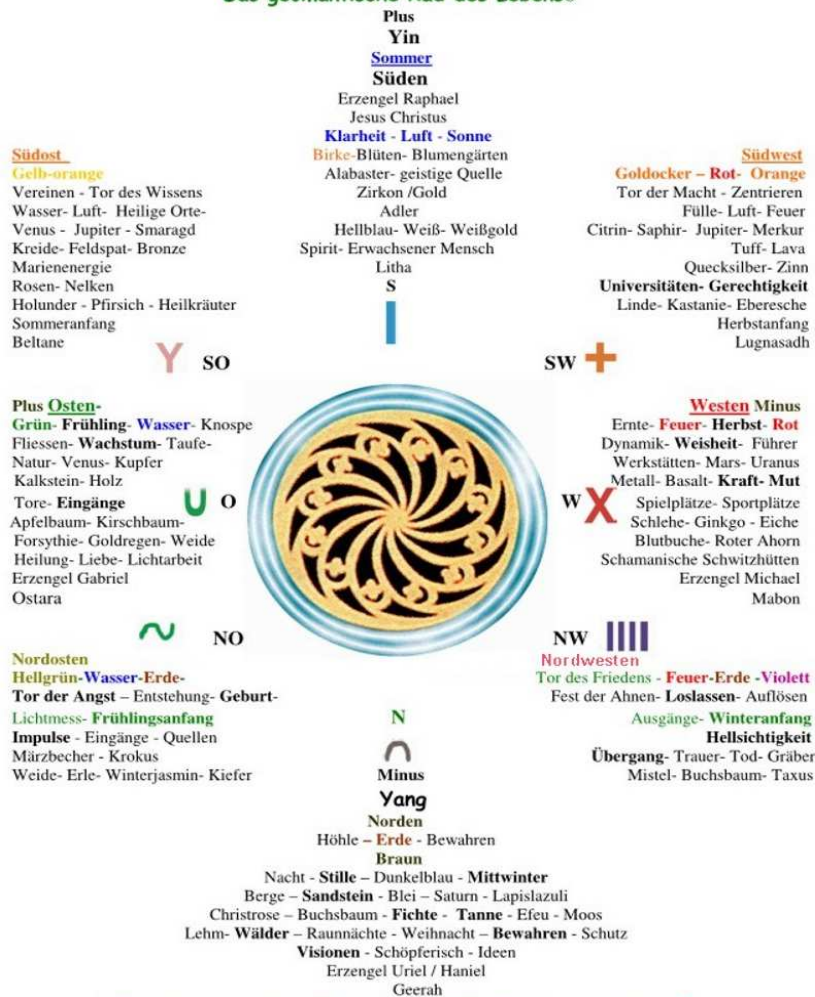 Das geomantische Rad des Lebens®
Plus
Yin
Sommer
Süden
Erzengel Raphael
Jesus Christus
Klarheit - Luft - Sonne
Birke-Blüten- Blumengärten
Alabaster- geistige Quelle
Zirkon /Gold
Adler
Hellblau- Weiß- Weißgold
Spirit- Erwachsener Mensch
Litha
S
Südost
Gelb-orange
Vereinen - Tor des Wissens
Wasser- Luft- Heilige Orte-
Venus - Jupiter - Smaragd
Kreide- Feldspat- Bronze
Marienenergie
Rosen- Nelken
Holunder - Pfirsich - Heilkräuter
Sommeranfang
Beltane
SO
Südwest
Goldocker – Rot- Orange
Tor der Macht - Zentrieren
Fülle- Luft- Feuer
Citrin- Saphir- Jupiter- Merkur
Tuff- Lava
Quecksilber- Zinn
Universitäten- Gerechtigkeit
Linde- Kastanie- Eberesche
Herbstanfang
Lugnasadh
SW
Plus Osten-
Grün- Frühling- Wasser- Knospe
Fliessen- Wachstum- Taufe-
Natur- Venus- Kupfer
Kalkstein- Holz
Tore- Eingänge
Apfelbaum- Kirschbaum-
Forsythie- Goldregen- Weide
Heilung- Liebe- Lichtarbeit
Erzengel Gabriel
Ostara
O
Westen Minus
Ernte- Feuer- Herbst- Rot
Dynamik- Weisheit- Führer
Werkstätten- Mars- Uranus
Metall- Basalt- Kraft- Mut
Spielplätze- Sportplätze
Schlehe- Ginkgo - Eiche
Blutbuche- Roter Ahorn
Schamanische Schwitzhütten
Erzengel Michael
Mabon
W
NO
Nordosten
Hellgrün-Wasser-Erde-
Tor der Angst – Entstehung- Geburt-
Lichtmess- Frühlingsanfang
Impulse - Eingänge - Quellen
Märzbecher - Krokus
Weide- Erle- Winterjasmin- Kiefer
NW
Nordwesten
Tor des Friedens - Feuer-Erde -Violett
Fest der Ahnen- Loslassen- Auflösen
Ausgänge- Winteranfang
Hellsichtigkeit
Übergang- Trauer- Tod- Gräber
Mistel- Buchsbaum- Taxus
N
Minus
Yang
Norden
Höhle – Erde - Bewahren
Braun
Nacht - Stille – Dunkelblau - Mittwinter
Berge – Sandstein - Blei – Saturn - Lapislazuli
Christrose – Buchsbaum - Fichte - Tanne - Efeu - Moos
Lehm- Wälder – Raunnächte - Weihnacht – Bewahren - Schutz
Visionen - Schöpferisch - Ideen
Erzengel Uriel / Haniel
Geerah